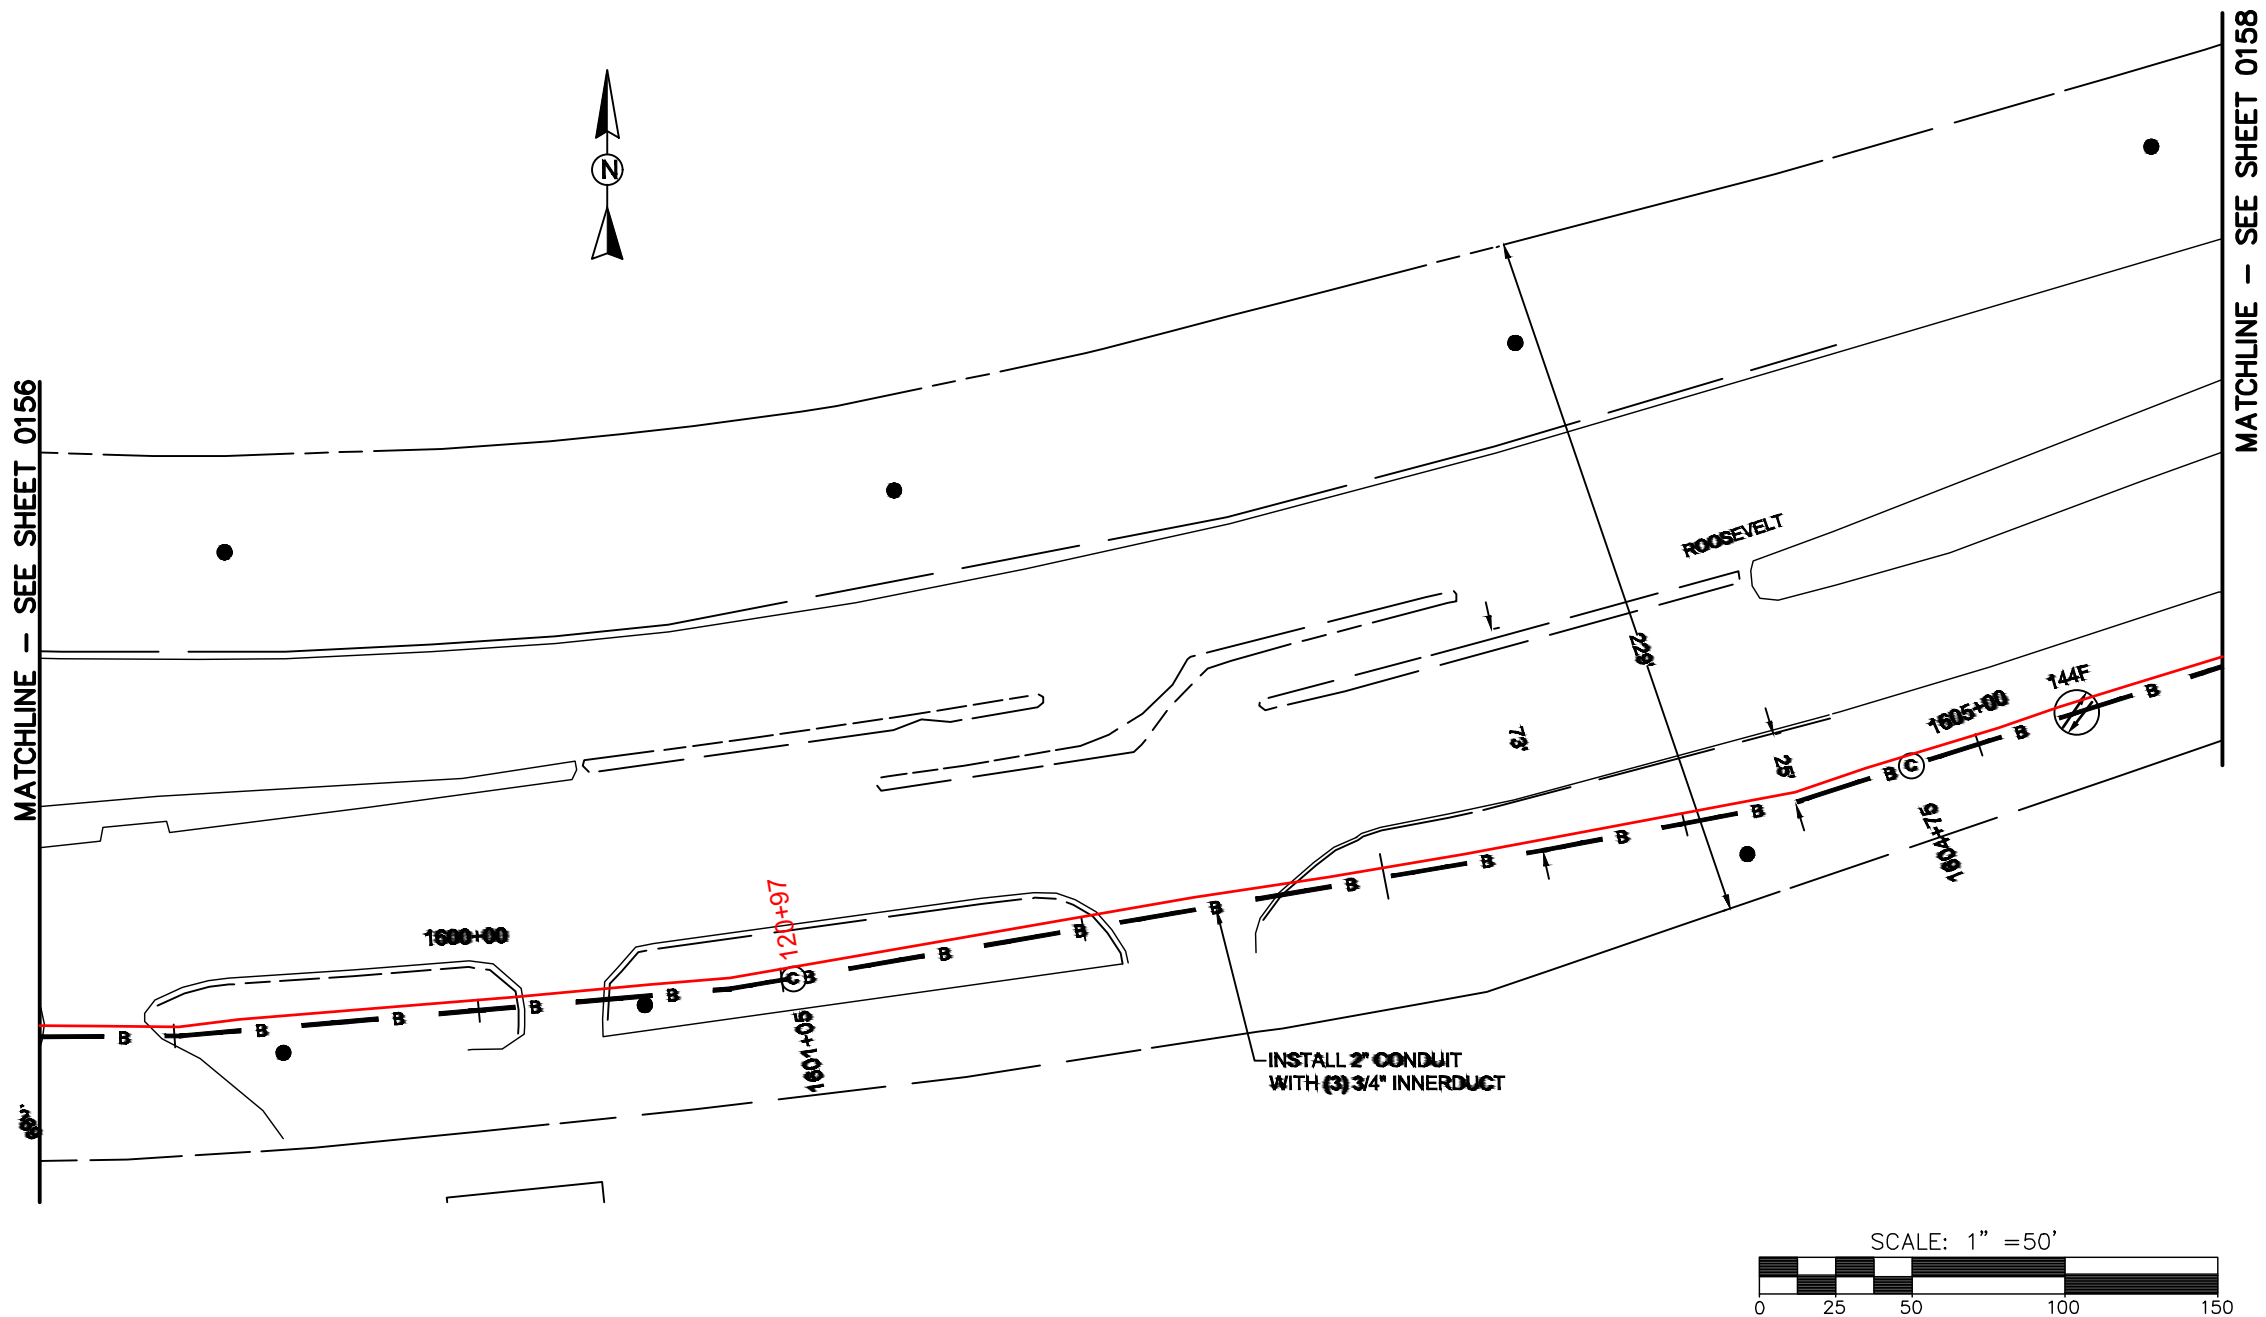 MATCHLINE - SEE SHEET 0156
MATCHLINE - SEE SHEET 0158
N
ROOSEVELT
229'
73'
25'
144F
1605+00
B
C
B
B
1604+75
B
B
B
B
B
B
B
120+97
C B
1601+05
1600+00
B
B
B
B
B
INSTALL 2" CONDUIT
WITH (3) 3/4" INNERDUCT
SCALE: 1" =50'
0 25 50 100 150